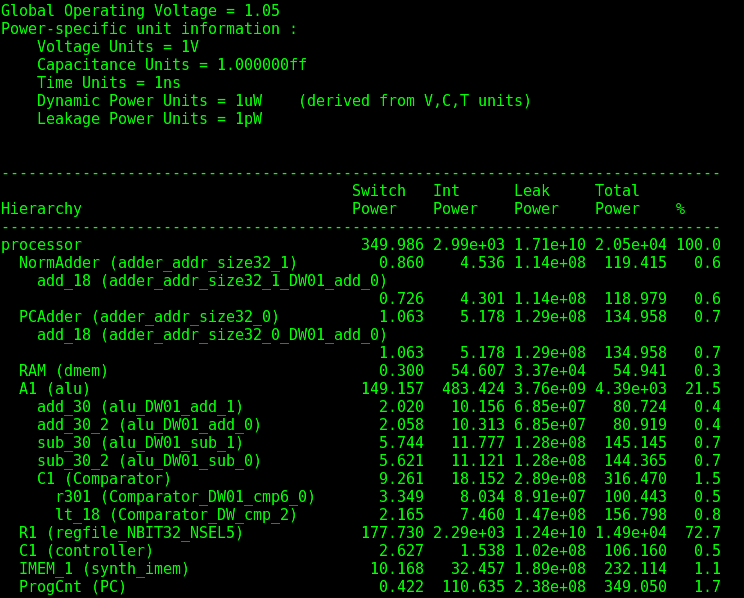 Global Operating Voltage = 1.05
Power-specific unit information :
    Voltage Units = 1V
    Capacitance Units = 1.000000ff
    Time Units = 1ns
    Dynamic Power Units = 1uW    (derived from V,C,T units)
    Leakage Power Units = 1pW
--------------------------------------------------------------------------------
                                       Switch   Int      Leak     Total
Hierarchy                              Power    Power    Power    Power    %
--------------------------------------------------------------------------------
processor                               349.986 2.99e+03 1.71e+10 2.05e+04 100.0
  NormAdder (adder_addr_size32_1)         0.860    4.536 1.14e+08  119.415   0.6
    add_18 (adder_addr_size32_1_DW01_add_0)
                                          0.726    4.301 1.14e+08  118.979   0.6
  PCAdder (adder_addr_size32_0)           1.063    5.178 1.29e+08  134.958   0.7
    add_18 (adder_addr_size32_0_DW01_add_0)
                                          1.063    5.178 1.29e+08  134.958   0.7
  RAM (dmem)                              0.300   54.607 3.37e+04   54.941   0.3
  A1 (alu)                              149.157  483.424 3.76e+09 4.39e+03  21.5
    add_30 (alu_DW01_add_1)               2.020   10.156 6.85e+07   80.724   0.4
    add_30_2 (alu_DW01_add_0)             2.058   10.313 6.85e+07   80.919   0.4
    sub_30 (alu_DW01_sub_1)               5.744   11.777 1.28e+08  145.145   0.7
    sub_30_2 (alu_DW01_sub_0)             5.621   11.121 1.28e+08  144.365   0.7
    C1 (Comparator)                       9.261   18.152 2.89e+08  316.470   1.5
      r301 (Comparator_DW01_cmp6_0)       3.349    8.034 8.91e+07  100.443   0.5
      lt_18 (Comparator_DW_cmp_2)         2.165    7.460 1.47e+08  156.798   0.8
  R1 (regfile_NBIT32_NSEL5)             177.730 2.29e+03 1.24e+10 1.49e+04  72.7
  C1 (controller)                         2.627    1.538 1.02e+08  106.160   0.5
  IMEM_1 (synth_imem)                    10.168   32.457 1.89e+08  232.114   1.1
  ProgCnt (PC)                            0.422  110.635 2.38e+08  349.050   1.7